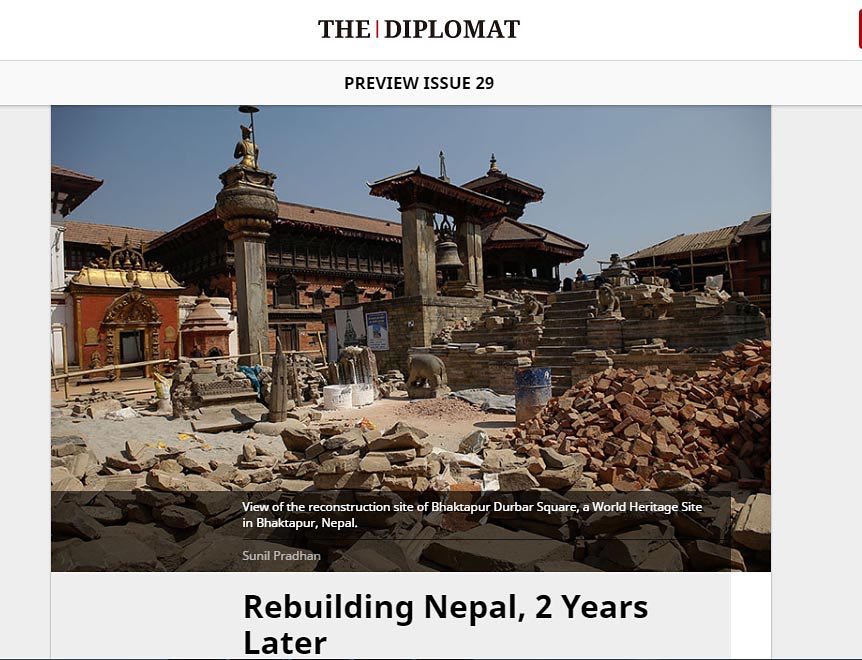 THE | DIPLOMAT
PREVIEW ISSUE 29
View of the reconstruction site of Bhaktapur Durbar Square, a World Heritage Site
in Bhaktapur, Nepal.
Sunil Pradhan
Rebuilding Nepal, 2 Years
Later